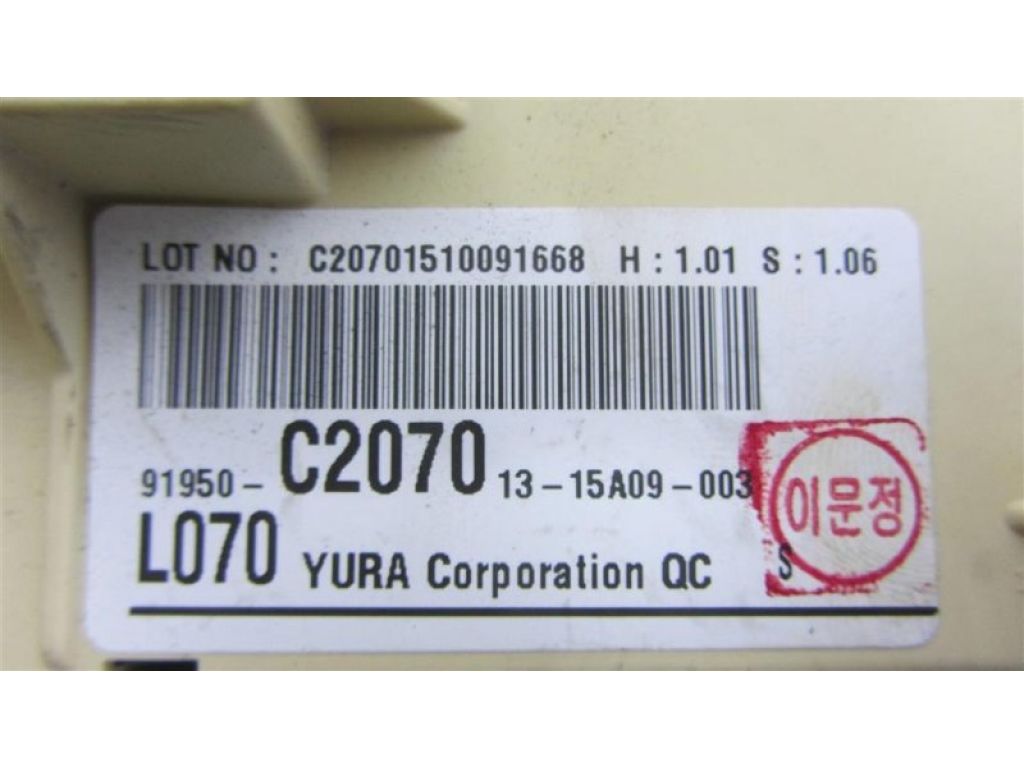 LOT NO : C20701510091668 H : 1.01 S : 1.06
91950- C2070 13-15A09-003
L070 YURA Corporation QC S
이문정